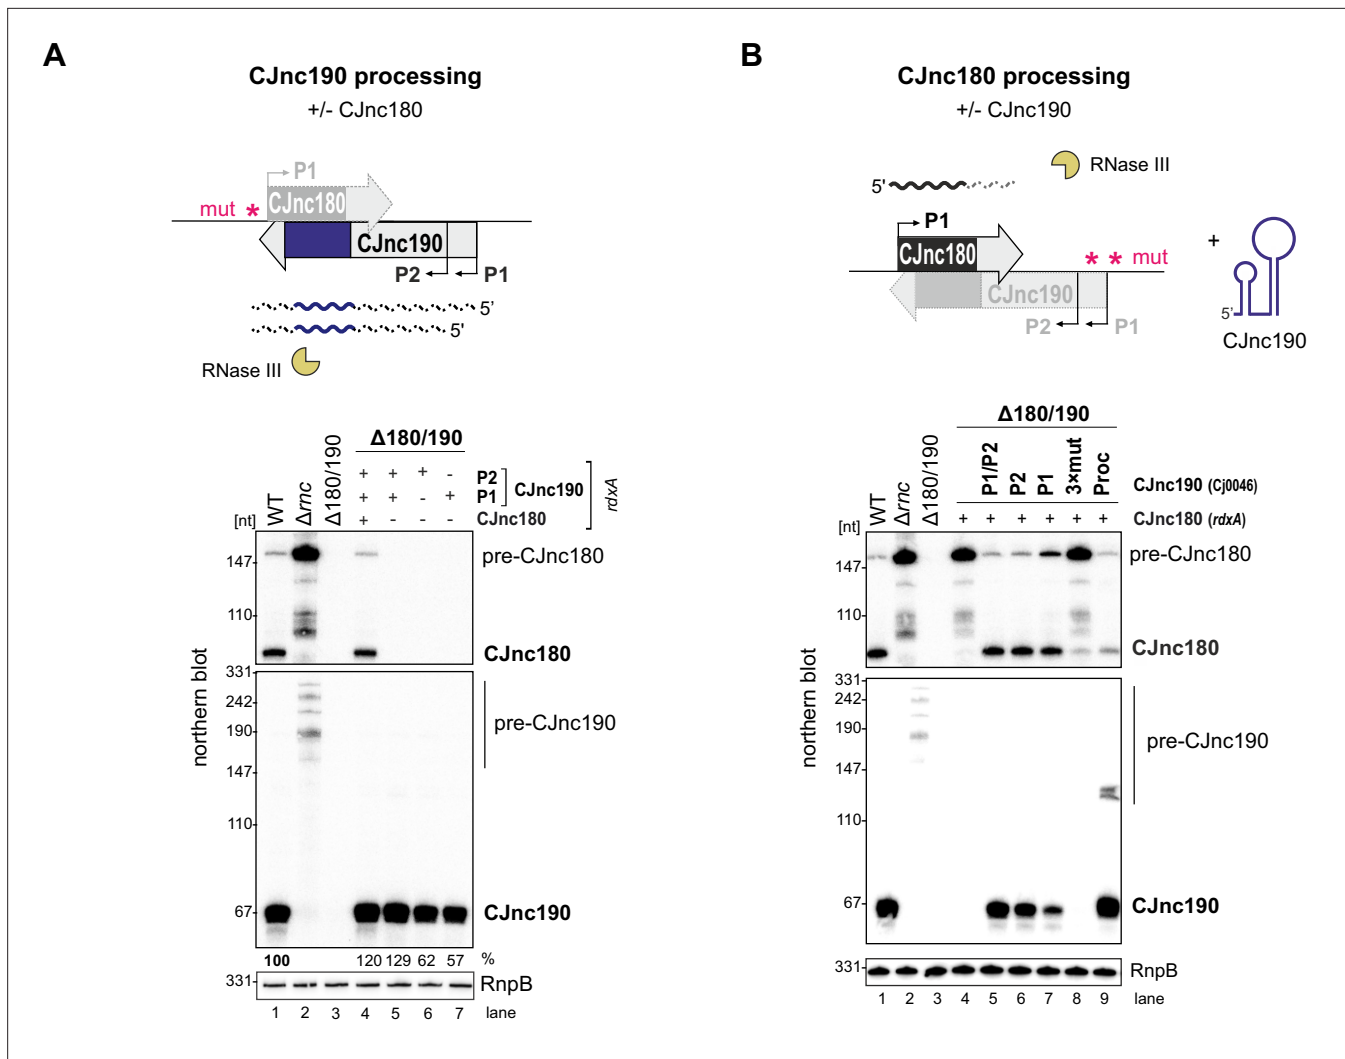 A
CJnc190 processing
+/- CJnc180
P1
mut *
CJnc180
CJnc190
P2
P1
5'
5'
RNase III
Δ180/190
WT
Δrnc
Δ180/190
+ + + -
P2
+ + - +
P1
CJnc190
+ - - -
CJnc180
rdxA
[nt]
147
110
pre-CJnc180
CJnc180
northern blot
331
242
190
147
110
67
pre-CJnc190
CJnc190
100 120 129 62 57 %
331
RnpB
1 2 3 4 5 6 7 lane
B
CJnc180 processing
+/- CJnc190
RNase III
5'
P1
CJnc180
* * mut
CJnc190
P2
P1
+
5'
CJnc190
Δ180/190
WT
Δrnc
Δ180/190
P1/P2
P2
P1
3×mut
Proc
CJnc190 (Cj0046)
+ + + + + +
CJnc180 (rdxA)
147
110
pre-CJnc180
CJnc180
northern blot
331
242
190
147
110
67
pre-CJnc190
CJnc190
331
RnpB
1 2 3 4 5 6 7 8 9 lane